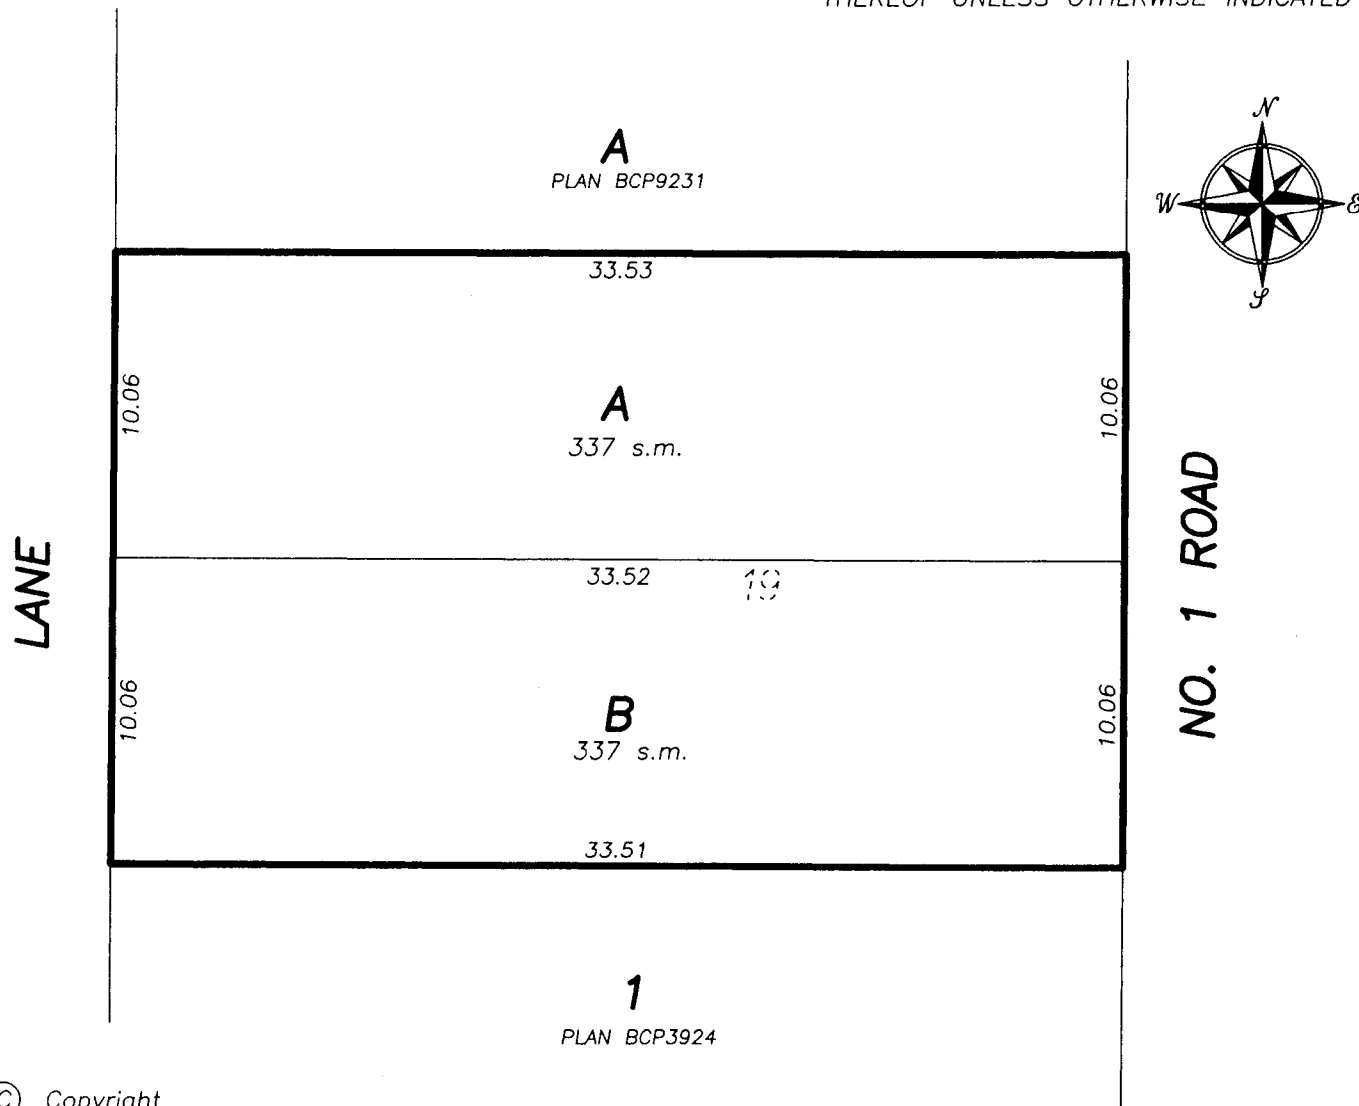 THEREOF UNLESS OTHERWISE INDICATED
A
PLAN BCP9231
N
W
E
S
33.53
10.06
A
337 s.m.
10.06
LANE
33.52
19
NO. 1 ROAD
10.06
B
337 s.m.
10.06
33.51
1
PLAN BCP3924
© Copyright